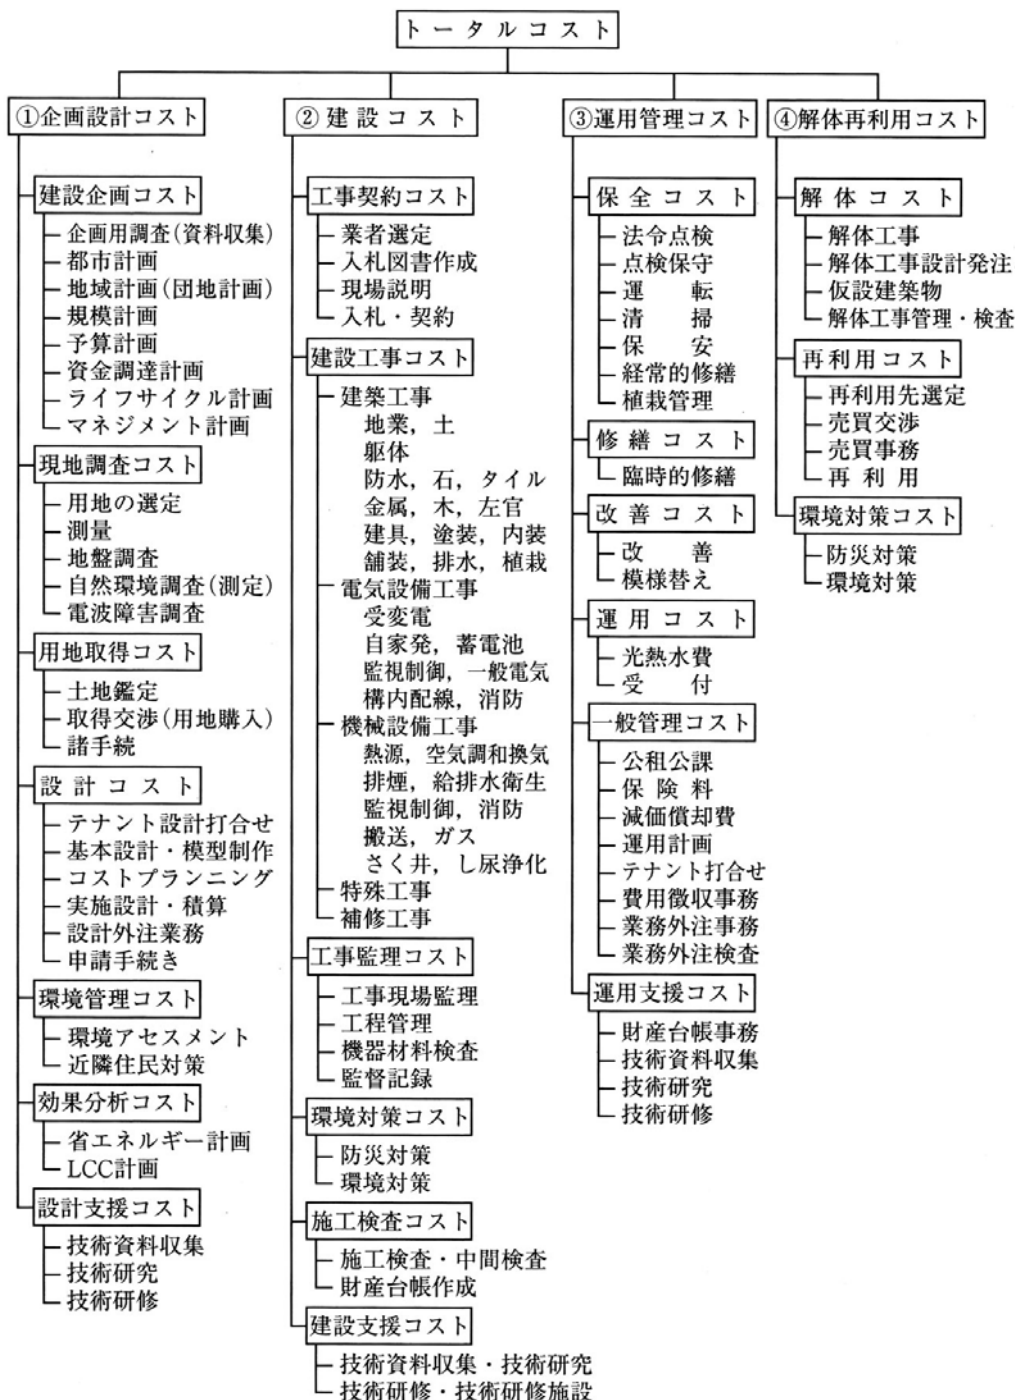 トータルコスト
①企画設計コスト
建設企画コスト
企画用調査(資料収集)
都市計画
地域計画(団地計画)
規模計画
予算計画
資金調達計画
ライフサイクル計画
マネジメント計画
現地調査コスト
用地の選定
測量
地盤調査
自然環境調査(測定)
電波障害調査
用地取得コスト
土地鑑定
取得交渉(用地購入)
諸手続
設計コスト
テナント設計打合せ
基本設計・模型制作
コストプランニング
実施設計・積算
設計外注業務
申請手続き
環境管理コスト
環境アセスメント
近隣住民対策
効果分析コスト
省エネルギー計画
LCC計画
設計支援コスト
技術資料収集
技術研究
技術研修
②建設コスト
工事契約コスト
業者選定
入札図書作成
現場説明
入札・契約
建設工事コスト
建築工事
地業, 土
躯体
防水, 石, タイル
金属, 木, 左官
建具, 塗装, 内装
舗装, 排水, 植栽
電気設備工事
受変電
自家発, 蓄電池
監視制御, 一般電気
構内配線, 消防
機械設備工事
熱源, 空気調和換気
排煙, 給排水衛生
監視制御, 消防
搬送, ガス
さく井, し尿浄化
特殊工事
補修工事
工事監理コスト
工事現場監理
工程管理
機器材料検査
監督記録
環境対策コスト
防災対策
環境対策
施工検査コスト
施工検査・中間検査
財産台帳作成
建設支援コスト
技術資料収集・技術研究
技術研修・技術研修施設
③運用管理コスト
保全コスト
法令点検
点検保守
運転
清掃
保安
経常的修繕
植栽管理
修繕コスト
臨時的修繕
改善コスト
改善
模様替え
運用コスト
光熱水費
受付
一般管理コスト
公租公課
保険料
減価償却費
運用計画
テナント打合せ
費用徴収事務
業務外注事務
業務外注検査
運用支援コスト
財産台帳事務
技術資料収集
技術研究
技術研修
④解体再利用コスト
解体コスト
解体工事
解体工事設計発注
仮設建築物
解体工事管理・検査
再利用コスト
再利用先選定
売買交渉
売買事務
再利用
環境対策コスト
防災対策
環境対策